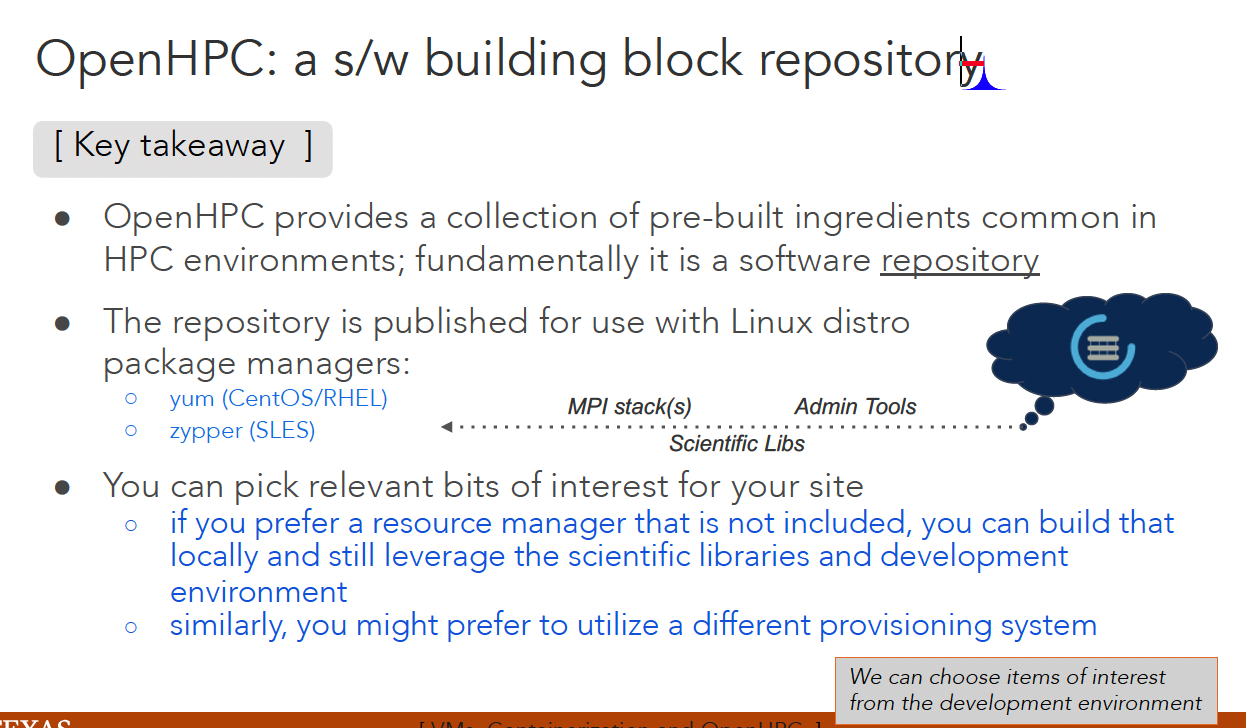 OpenHPC: a s/w building block repository
[ Key takeaway ]
● OpenHPC provides a collection of pre-built ingredients common in
HPC environments; fundamentally it is a software repository
● The repository is published for use with Linux distro
package managers:
○ yum (CentOS/RHEL)
○ zypper (SLES)
MPI stack(s) Admin Tools
Scientific Libs
● You can pick relevant bits of interest for your site
○ if you prefer a resource manager that is not included, you can build that
locally and still leverage the scientific libraries and development
environment
○ similarly, you might prefer to utilize a different provisioning system
We can choose items of interest
from the development environment
TEXAS
[ VMs, Containerization and OpenHPC ]